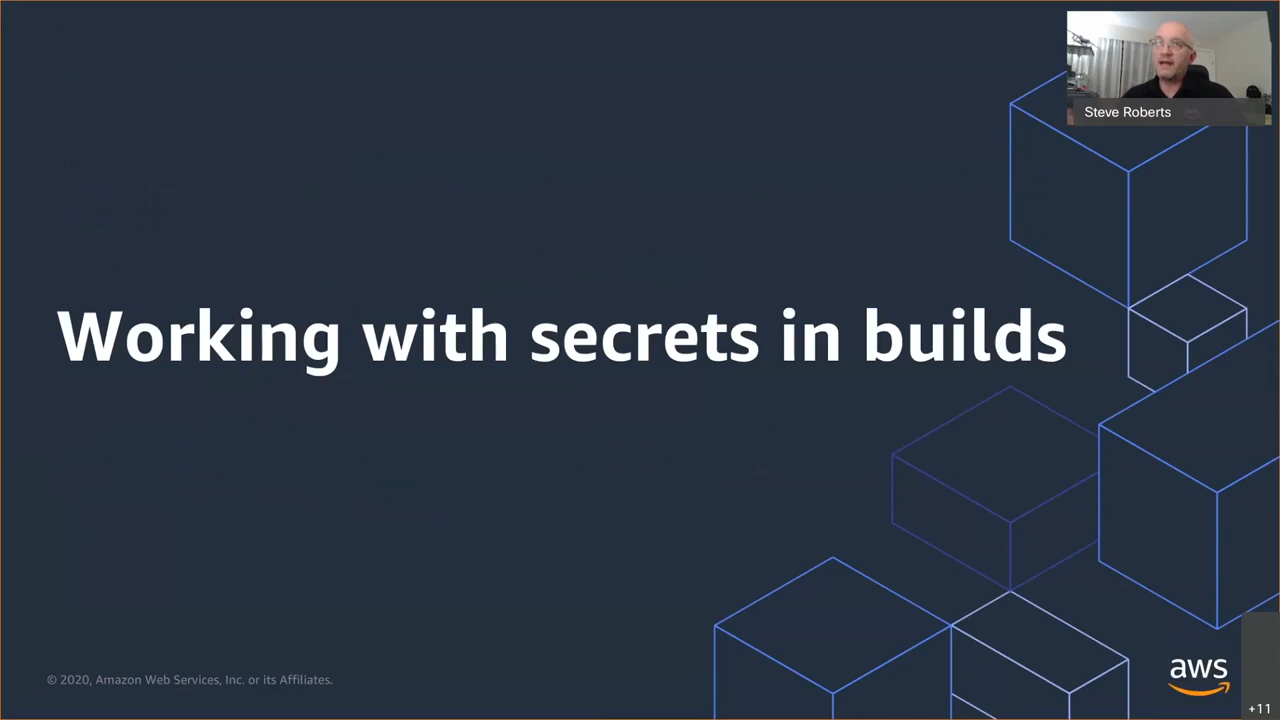 Steve Roberts
Working with secrets in builds
© 2020, Amazon Web Services, Inc. or its Affiliates.
aws
+11